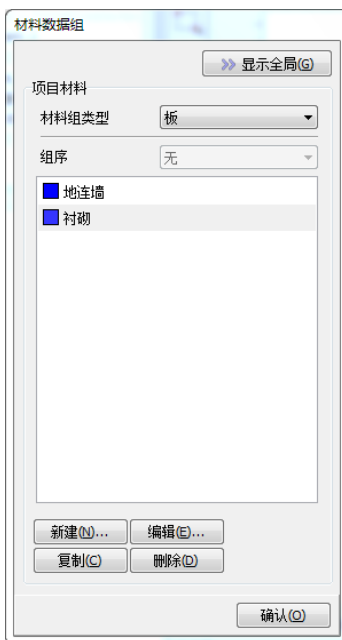 材料数据组
显示全局(G)
项目材料
材料组类型 板
组序 无
地连墙
衬砌
新建(N)... 编辑(E)...
复制(C) 删除(D)
确认(O)